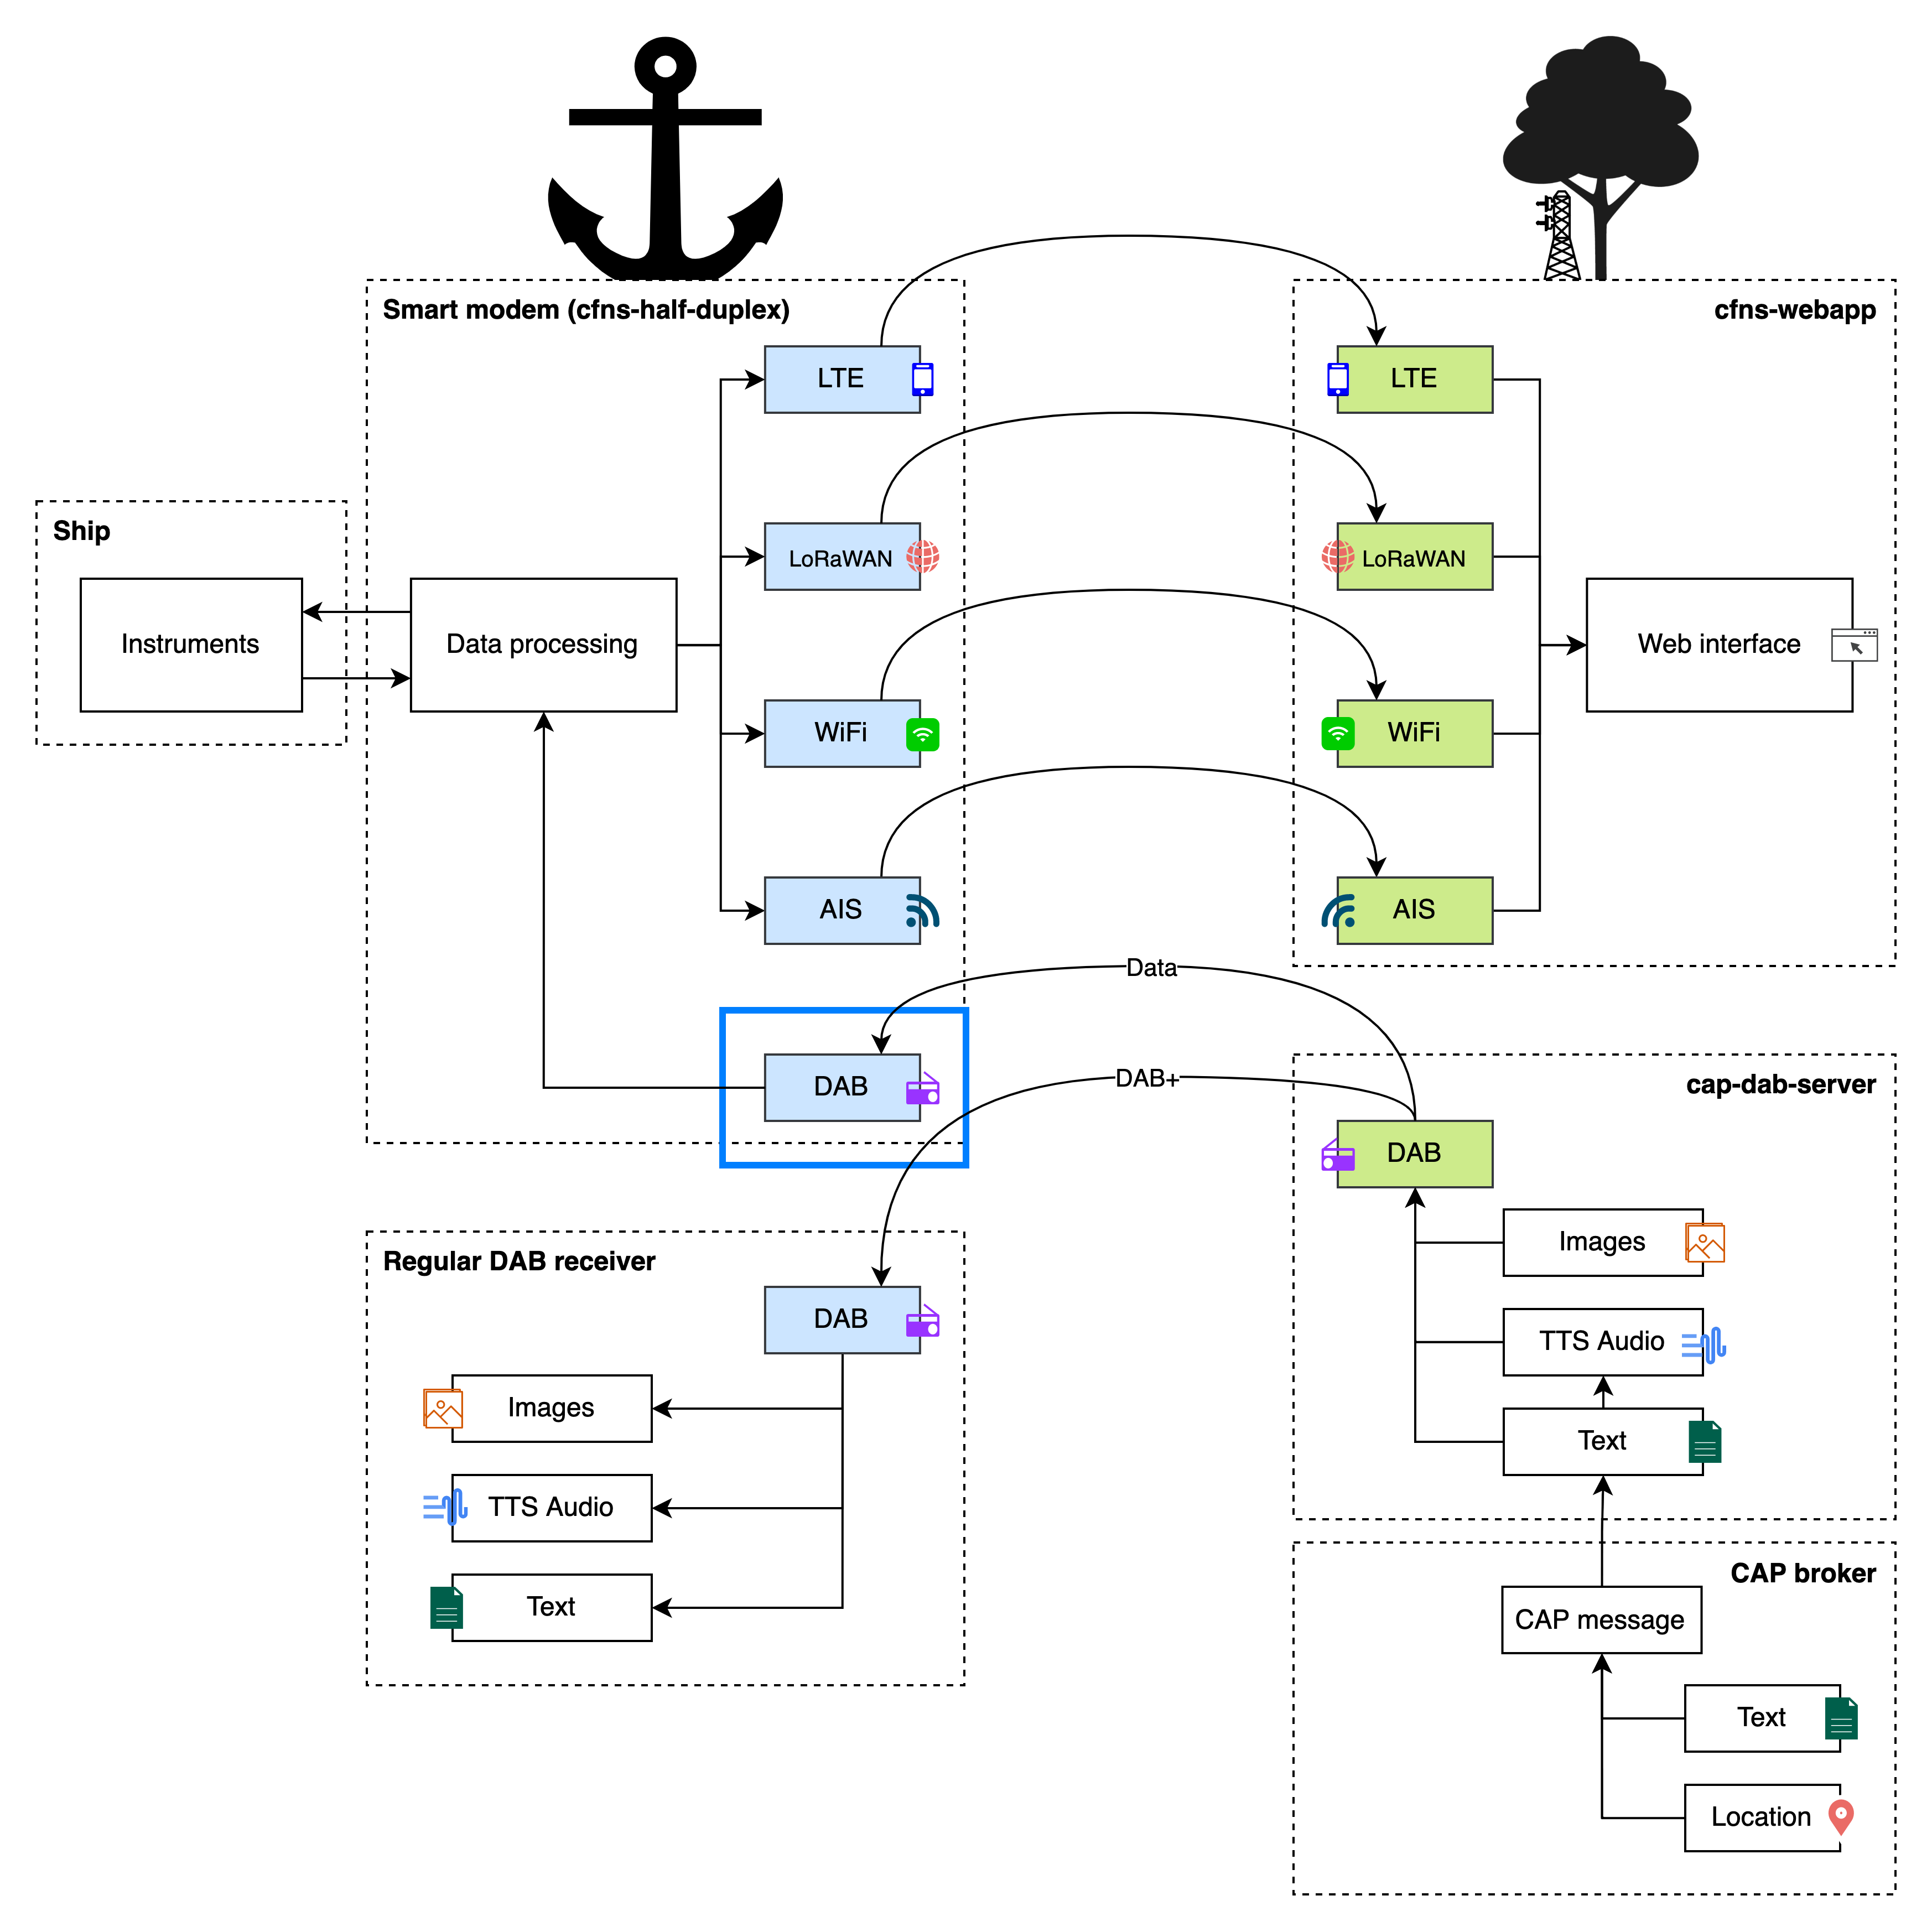 Smart modem (cfns-half-duplex)
cfns-webapp
LTE
LTE
Ship
LoRaWAN
LoRaWAN
Instruments
Data processing
Web interface
WiFi
WiFi
AIS
AIS
Data
DAB
DAB+
cap-dab-server
DAB
Images
Regular DAB receiver
DAB
TTS Audio
Images
Text
TTS Audio
CAP broker
Text
CAP message
Text
Location